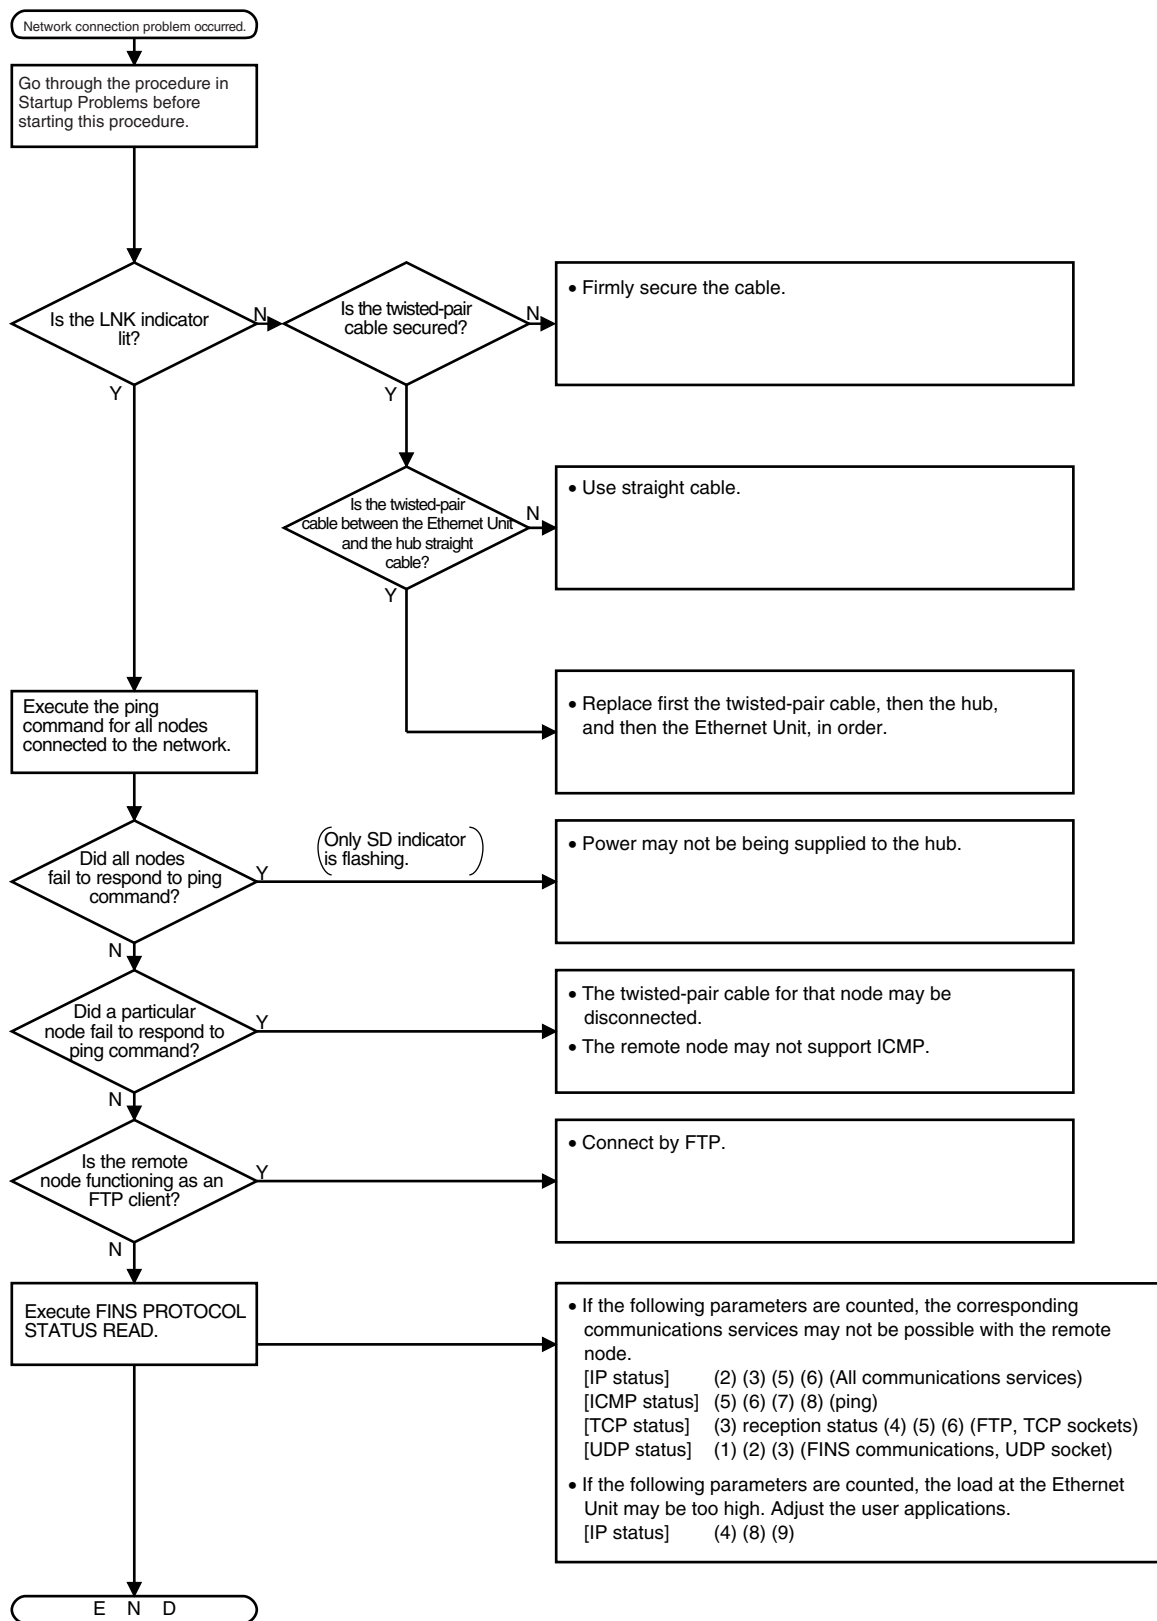 Network connection problem occurred.
Go through the procedure in
Startup Problems before
starting this procedure.
Is the LNK indicator
lit?
N
Y
Is the twisted-pair
cable secured?
N
Y
• Firmly secure the cable.
Is the twisted-pair
cable between the Ethernet Unit
and the hub straight
cable?
N
Y
• Use straight cable.
• Replace first the twisted-pair cable, then the hub,
and then the Ethernet Unit, in order.
Execute the ping
command for all nodes
connected to the network.
Did all nodes
fail to respond to ping
command?
Y
N
(Only SD indicator
is flashing.)
• Power may not be being supplied to the hub.
Did a particular
node fail to respond to
ping command?
Y
N
• The twisted-pair cable for that node may be
disconnected.
• The remote node may not support ICMP.
Is the remote
node functioning as an
FTP client?
Y
N
• Connect by FTP.
Execute FINS PROTOCOL
STATUS READ.
• If the following parameters are counted, the corresponding
communications services may not be possible with the remote
node.
[IP status] (2) (3) (5) (6) (All communications services)
[ICMP status] (5) (6) (7) (8) (ping)
[TCP status] (3) reception status (4) (5) (6) (FTP, TCP sockets)
[UDP status] (1) (2) (3) (FINS communications, UDP socket)
• If the following parameters are counted, the load at the Ethernet
Unit may be too high. Adjust the user applications.
[IP status] (4) (8) (9)
E N D